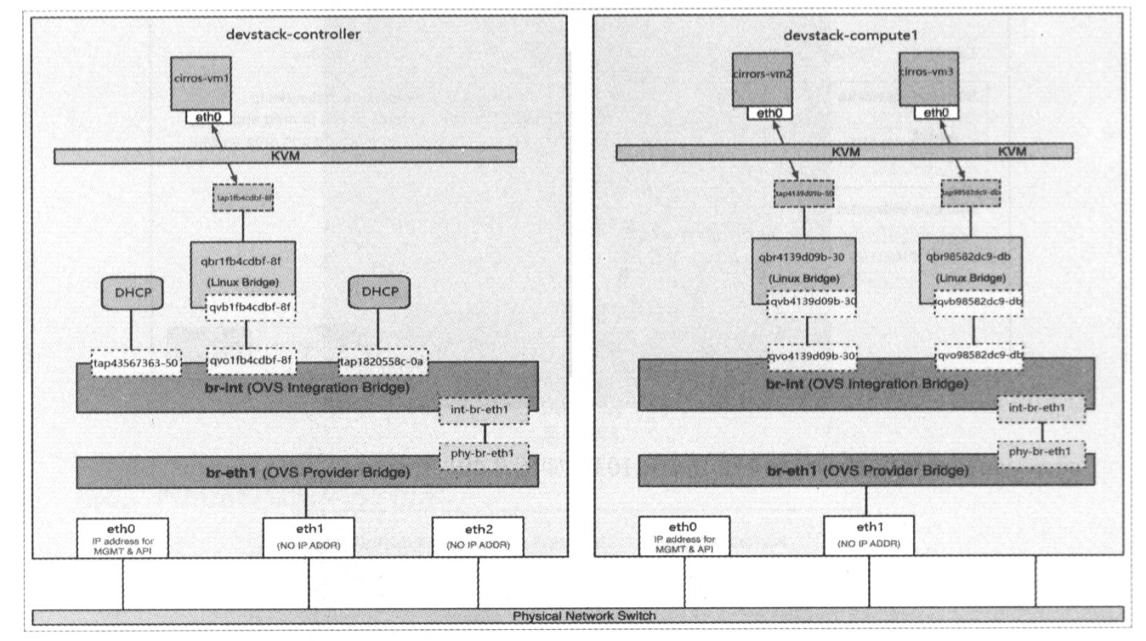 devstack-controller
cirros-vm1
eth0
KVM
tap1fb4cdbf-8f
qbr1fb4cdbf-8f
(Linux Bridge)
qvb1fb4cdbf-8f
DHCP
DHCP
tap43567363-50
qvo1fb4cdbf-8f
tap1820558c-0a
br-int (OVS Integration Bridge)
int-br-eth1
phy-br-eth1
br-eth1 (OVS Provider Bridge)
eth0
IP address for
MGMT & API
eth1
(NO IP ADDR)
eth2
(NO IP ADDR)
devstack-compute1
cirrors-vm2
eth0
cirros-vm3
eth0
KVM
KVM
tap4139d09b-30
tap98582dc9-db
qbr4139d09b-30
(Linux Bridge)
qvb4139d09b-30
qbr98582dc9-db
(Linux Bridge)
qvb98582dc9-db
qvo4139d09b-30
qvo98582dc9-db
br-int (OVS Integration Bridge)
int-br-eth1
phy-br-eth1
br-eth1 (OVS Provider Bridge)
eth0
IP address for
MGMT & API
eth1
(NO IP ADDR)
Physical Network Switch